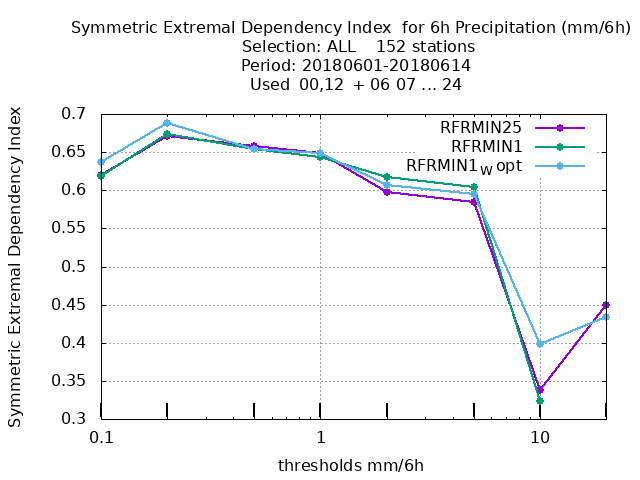 Symmetric Extremal Dependency Index  for 6h Precipitation (mm/6h)
Selection: ALL    152 stations
Period: 20180601-20180614
Used  00,12  + 06 07 ... 24
Symmetric Extremal Dependency Index
0.7
0.65
0.6
0.55
0.5
0.45
0.4
0.35
0.3
RFRMIN25
RFRMIN1
RFRMIN1W opt
0.1 1 10
thresholds mm/6h